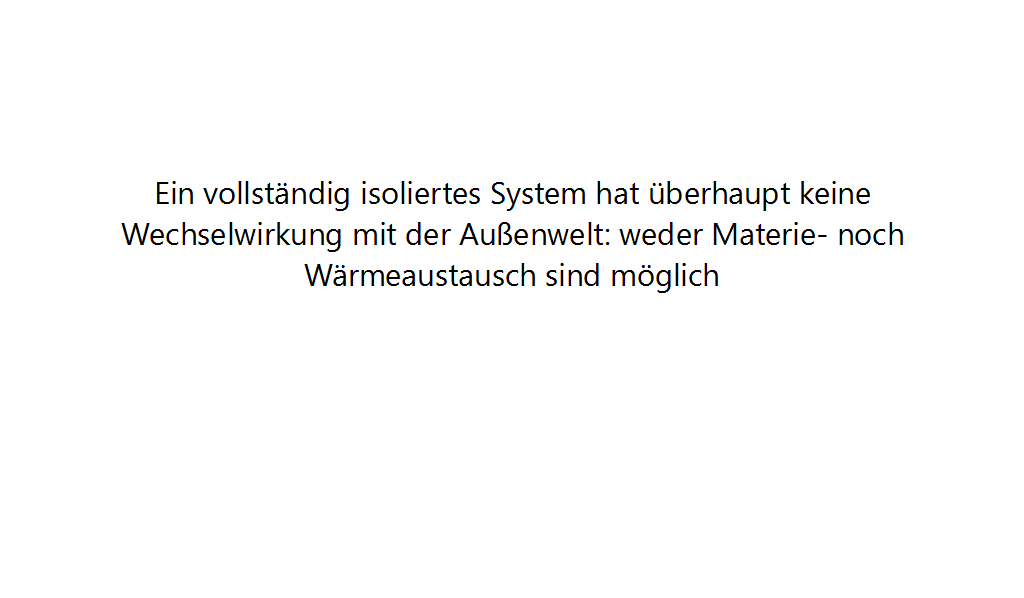 Ein vollständig isoliertes System hat überhaupt keine
Wechselwirkung mit der Außenwelt: weder Materie- noch
Wärmeaustausch sind möglich